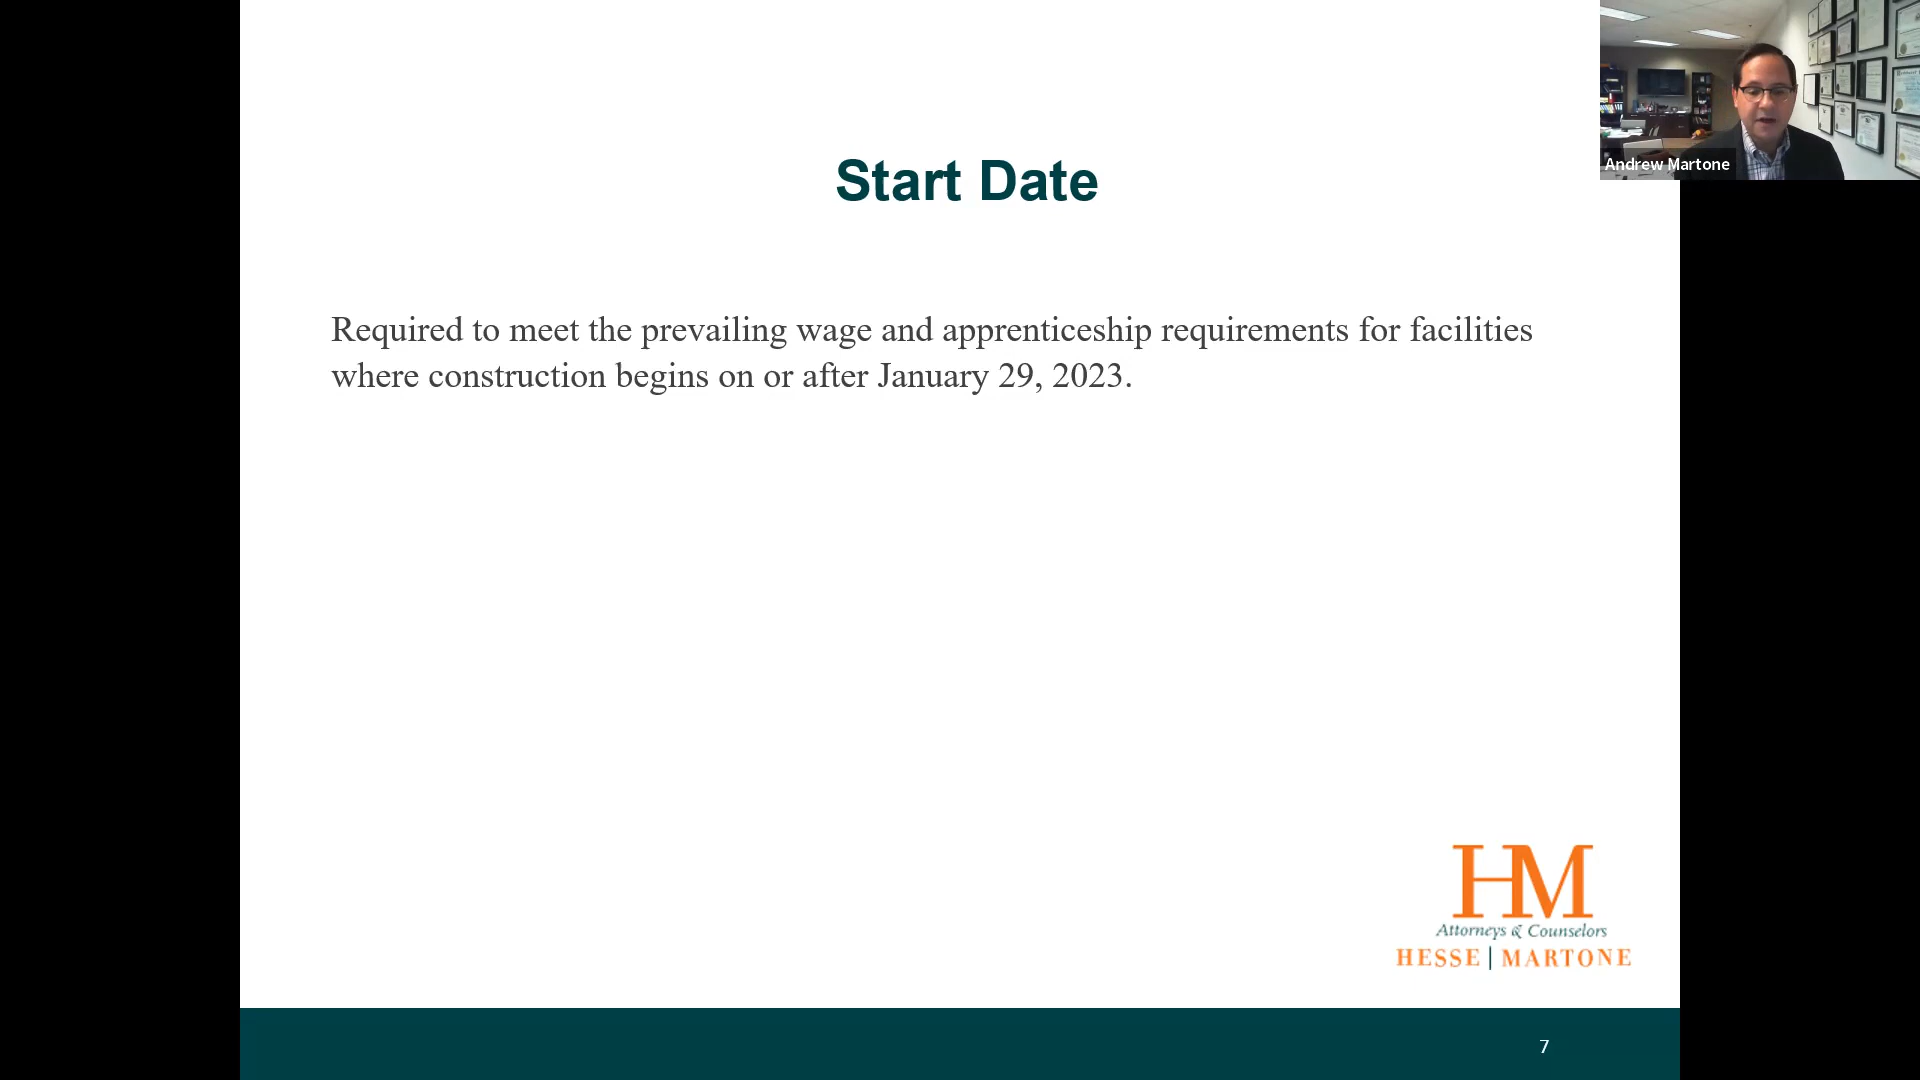 Start Date
Required to meet the prevailing wage and apprenticeship requirements for facilities
where construction begins on or after January 29, 2023.
Andrew Martone
HM
Attorneys & Counselors
HESSE | MARTONE
7